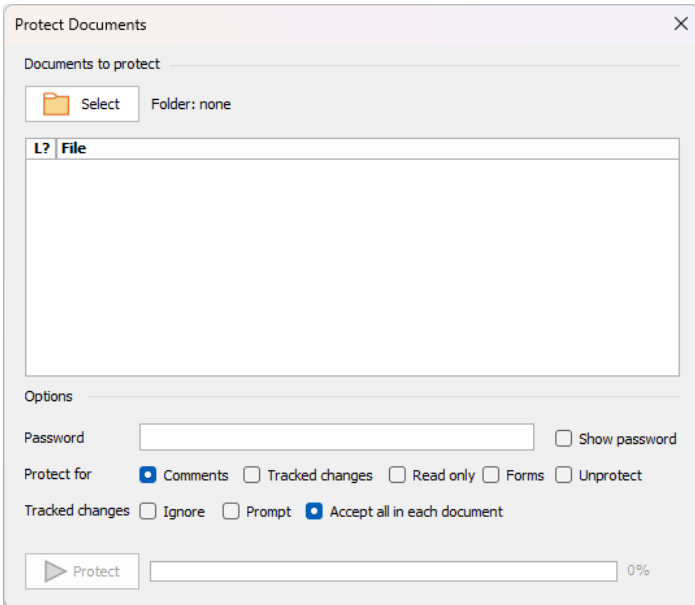 Protect Documents
Documents to protect
Select Folder: none
L? File
Options
Password Show password
Protect for Comments Tracked changes Read only Forms Unprotect
Tracked changes Ignore Prompt Accept all in each document
Protect 0%